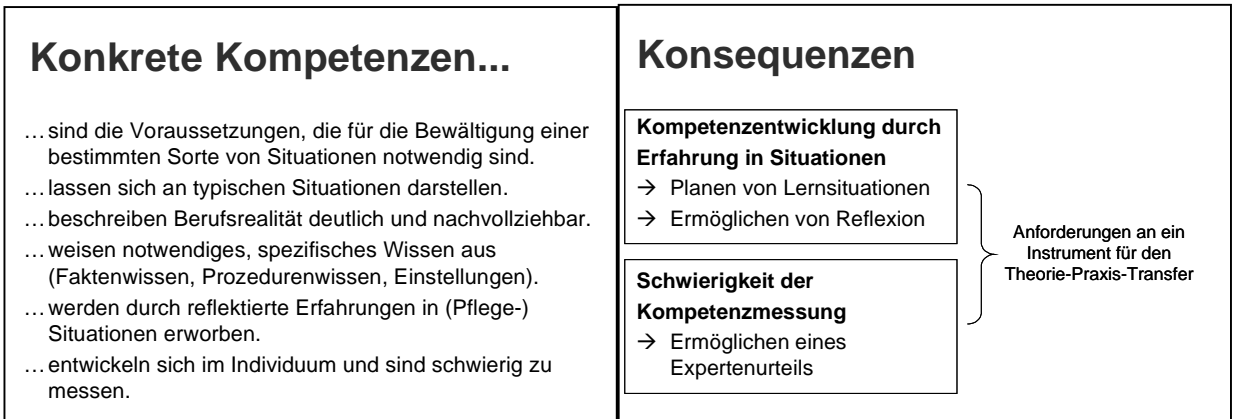 Konkrete Kompetenzen...
…sind die Voraussetzungen, die für die Bewältigung einer
bestimmten Sorte von Situationen notwendig sind.
…lassen sich an typischen Situationen darstellen.
…beschreiben Berufsrealität deutlich und nachvollziehbar.
…weisen notwendiges, spezifisches Wissen aus
(Faktenwissen, Prozedurenwissen, Einstellungen).
…werden durch reflektierte Erfahrungen in (Pflege-)
Situationen erworben.
…entwickeln sich im Individuum und sind schwierig zu
messen.
Konsequenzen
Kompetenzentwicklung durch
Erfahrung in Situationen
→ Planen von Lernsituationen
→ Ermöglichen von Reflexion
Schwierigkeit der
Kompetenzmessung
→ Ermöglichen eines
Expertenurteils
Anforderungen an ein
Instrument für den
Theorie-Praxis-Transfer